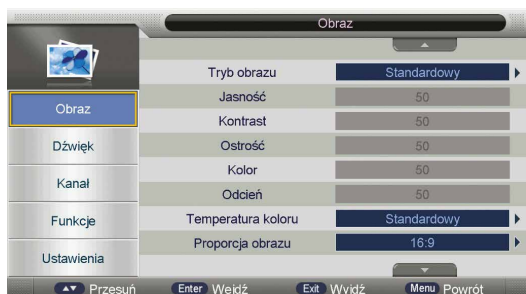 Obraz
Tryb obrazu Standardowy
Jasność 50
Obraz
Kontrast 50
Dźwięk
Ostrość 50
Kolor 50
Kanał
Odcień 50
Funkcje
Temperatura koloru Standardowy
Proporcja obrazu 16:9
Ustawienia
Przesuń Enter Wejdź Exit Wyjdź Menu Powrót